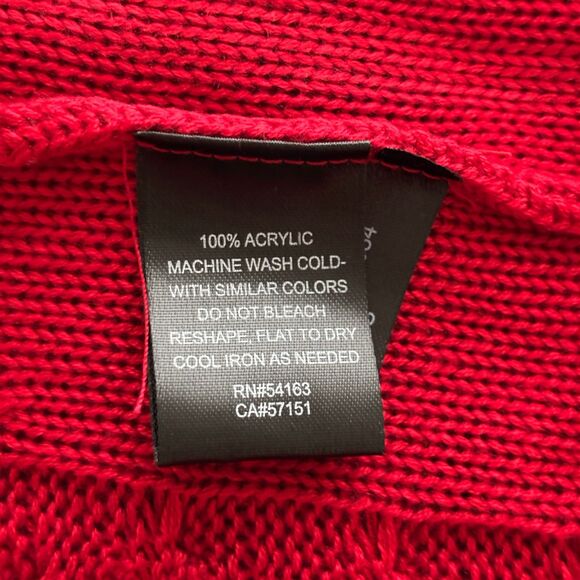 100% ACRYLIC
MACHINE WASH COLD-
WITH SIMILAR COLORS
DO NOT BLEACH
RESHAPE, FLAT TO DRY
COOL IRON AS NEEDED
RN#54163
CA#57151